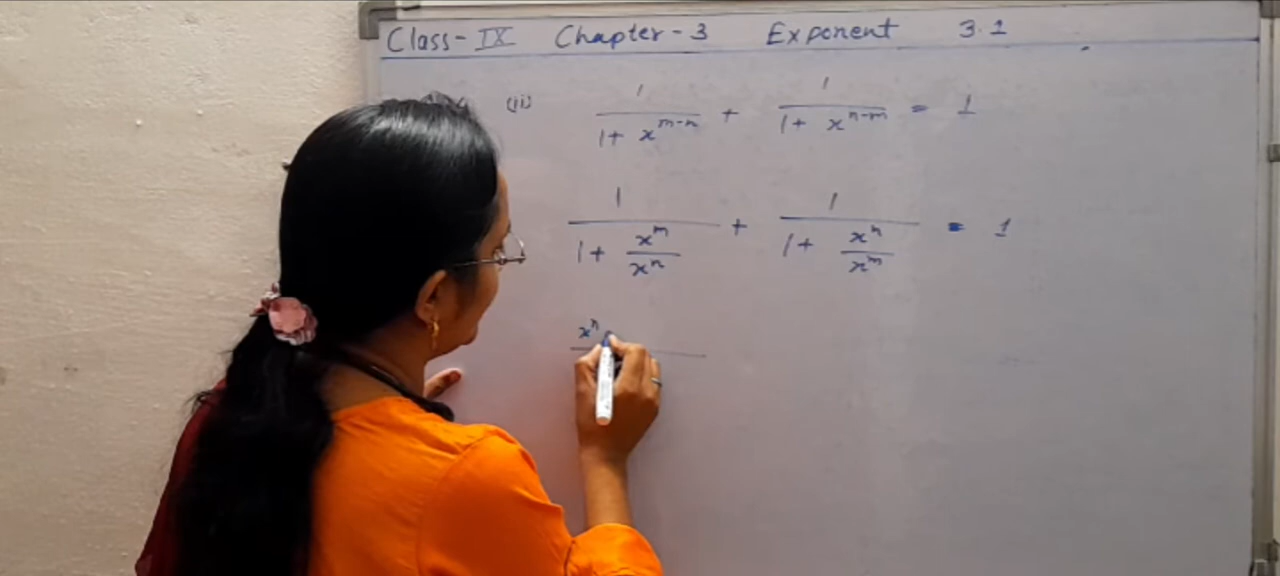 Class-IX Chapter-3 Exponent 3.1
(ii) 1/(1+ x^(m-n)) + 1/(1+ x^(n-m)) = 1
1/(1+ x^m/x^n) + 1/(1+ x^n/x^m) = 1
x^n